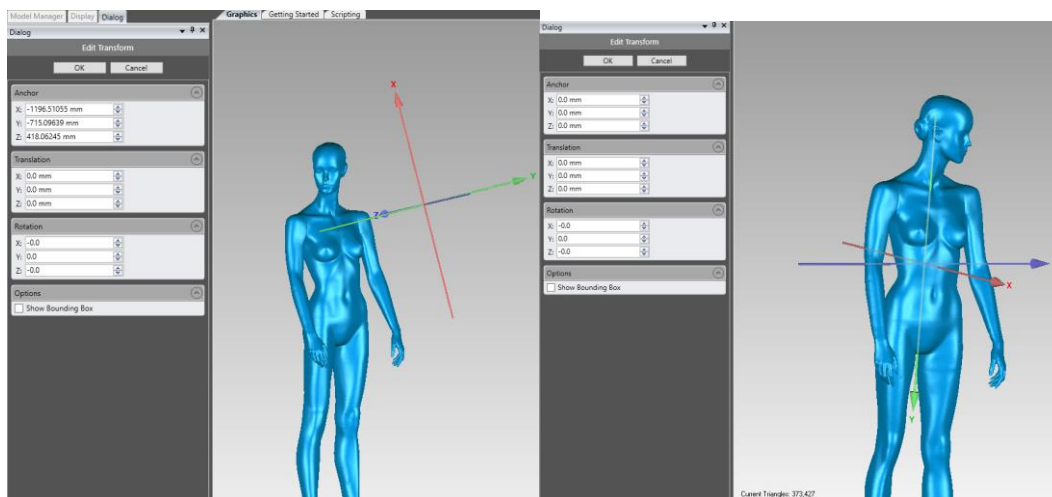 Model Manager Display Dialog
Dialog
Edit Transform
OK Cancel
Anchor
X: -1196.51055 mm
Y: -715.09639 mm
Z: 418.06245 mm
Translation
X: 0.0 mm
Y: 0.0 mm
Z: 0.0 mm
Rotation
X: -0.0
Y: 0.0
Z: -0.0
Options
Show Bounding Box
Graphics Getting Started Scripting
X
Y
Z
Dialog
Edit Transform
OK Cancel
Anchor
X: 0.0 mm
Y: 0.0 mm
Z: 0.0 mm
Translation
X: 0.0 mm
Y: 0.0 mm
Z: 0.0 mm
Rotation
X: -0.0
Y: 0.0
Z: -0.0
Options
Show Bounding Box
X
Y
Current Triangles: 373,427